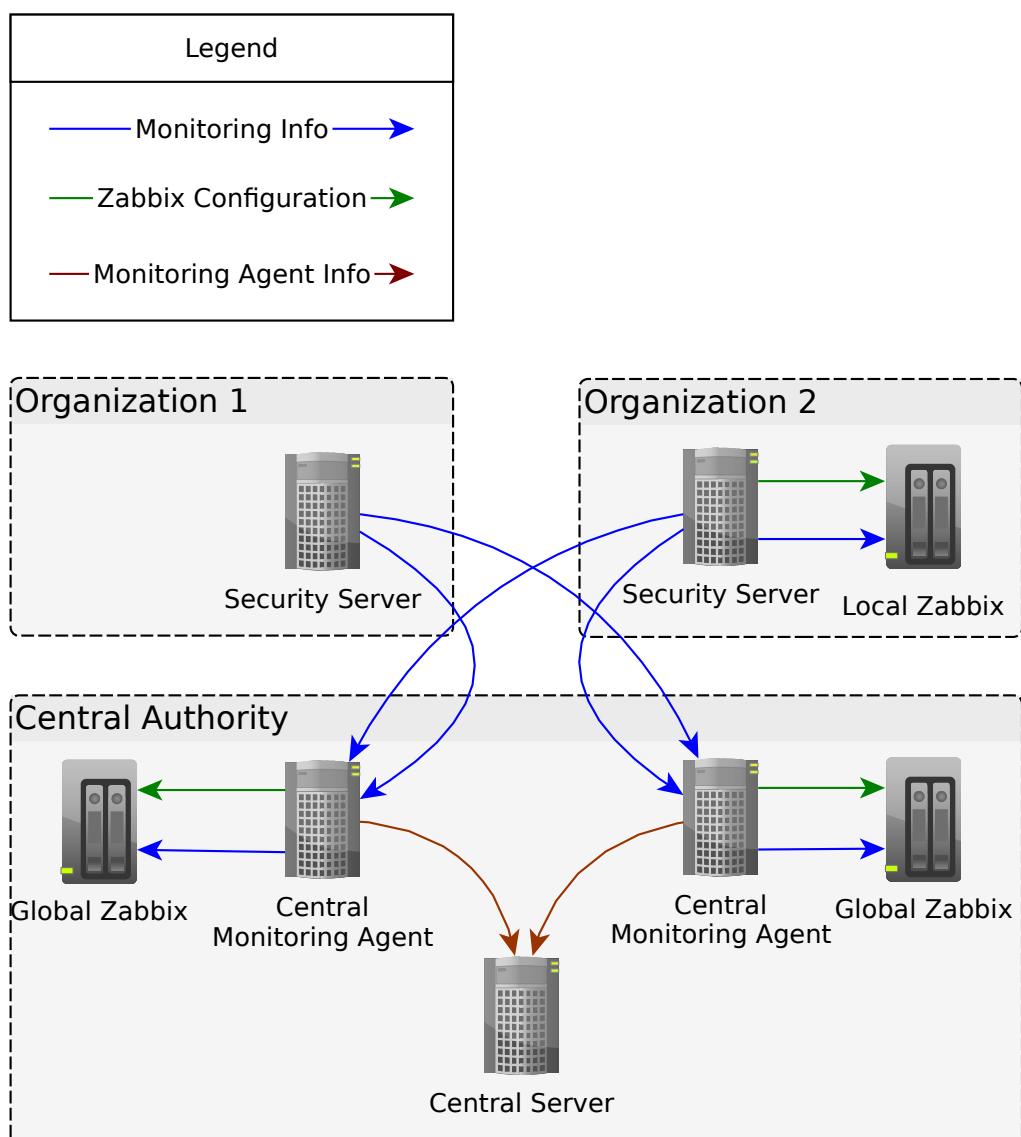 Legend
Monitoring Info
Zabbix Configuration
Monitoring Agent Info
Organization 1
Security Server
Organization 2
Security Server
Local Zabbix
Central Authority
Global Zabbix
Central
Monitoring Agent
Central
Monitoring Agent
Global Zabbix
Central Server